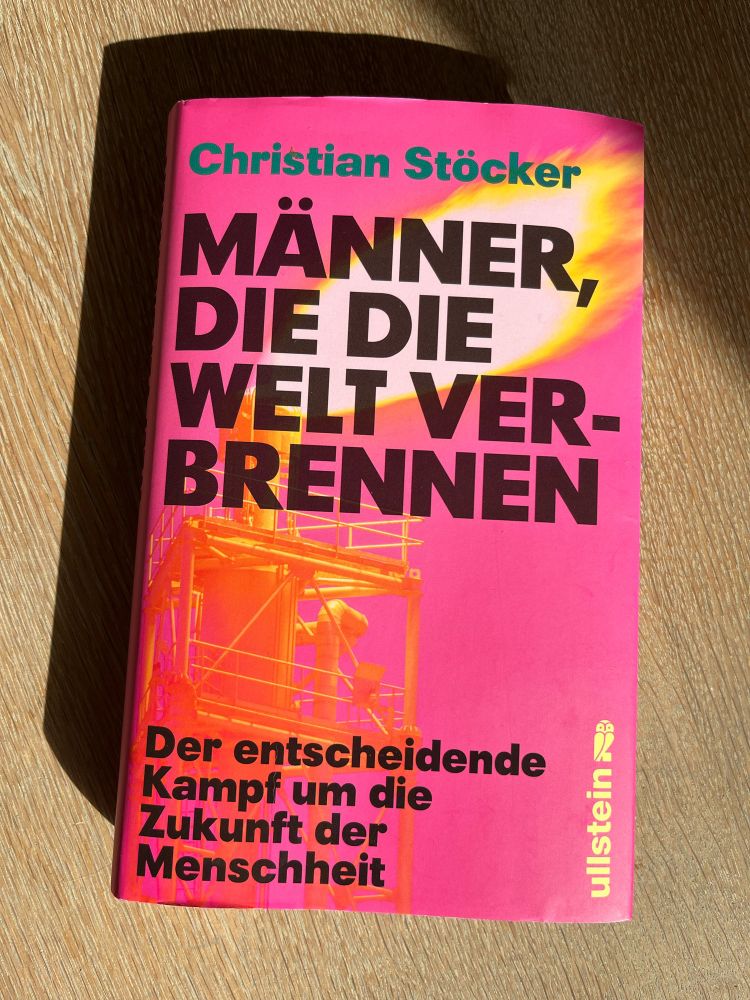 Christian Stöcker
MÄNNER,
DIE DIE
WELT VER-
BRENNEN
Der entscheidende
Kampf um die
Zukunft der
Menschheit
ullstein